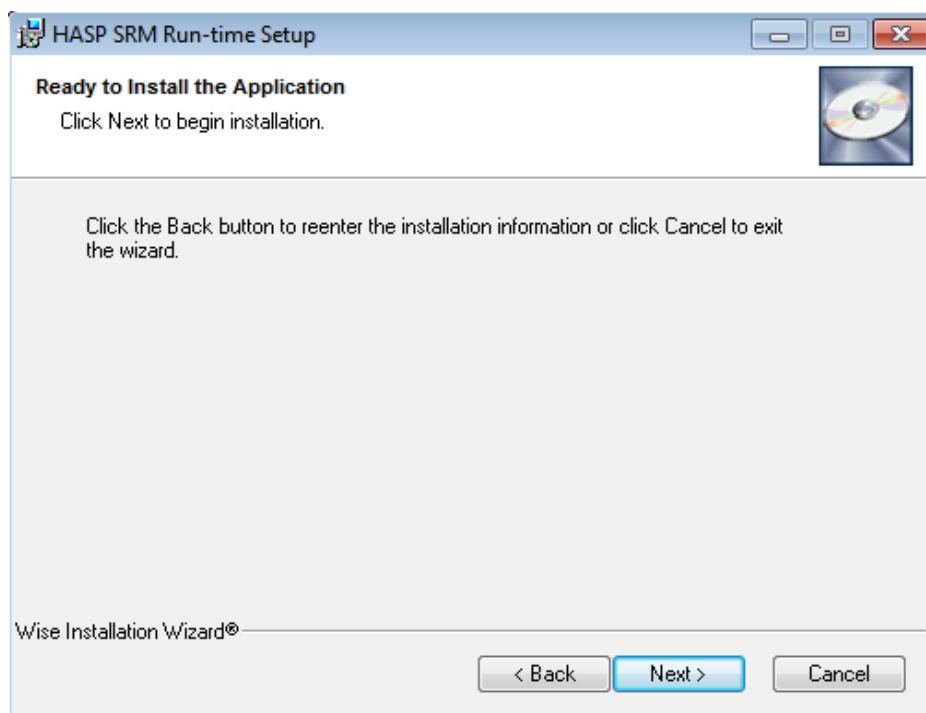 HASP SRM Run-time Setup
Ready to Install the Application
Click Next to begin installation.
Click the Back button to reenter the installation information or click Cancel to exit
the wizard.
Wise Installation Wizard®
< Back Next > Cancel